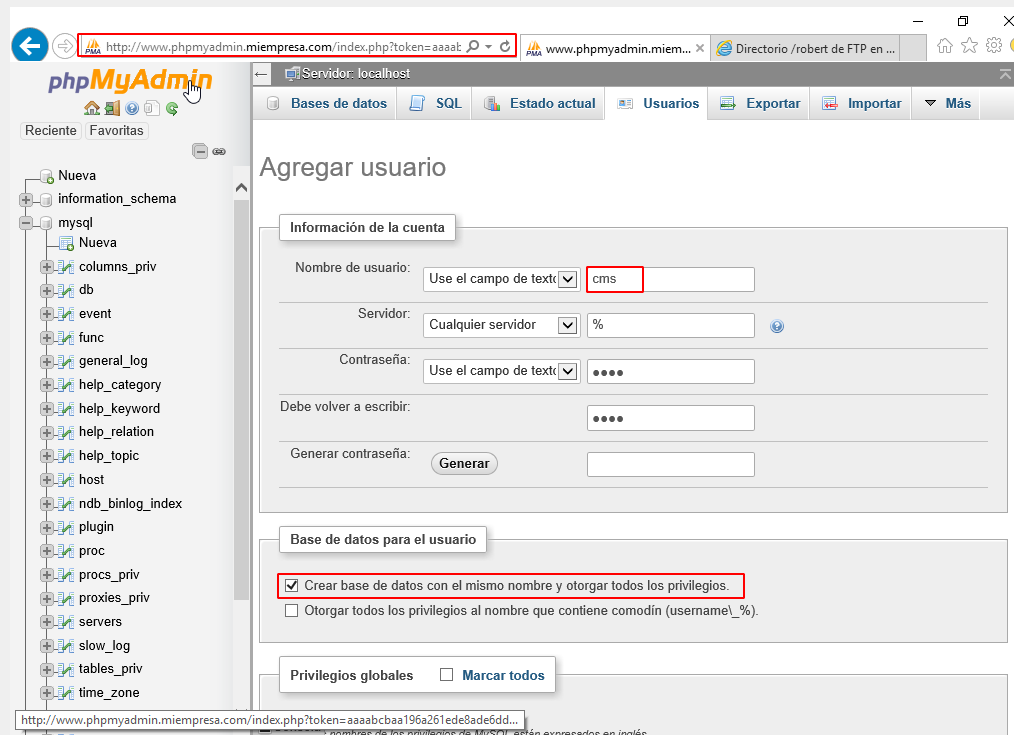 http://www.phpmyadmin.miempresa.com/index.php?token=aaaab
www.phpmyadmin.miem...
Directorio /robert de FTP en ...
phpMyAdmin
Reciente
Favoritas
Nueva
information_schema
mysql
Nueva
columns_priv
db
event
func
general_log
help_category
help_keyword
help_relation
help_topic
host
ndb_binlog_index
plugin
proc
procs_priv
proxies_priv
servers
slow_log
tables_priv
time_zone
http://www.phpmyadmin.miempresa.com/index.php?token=aaaabcbaa196a261ede8ade6dd...
Servidor: localhost
Bases de datos
SQL
Estado actual
Usuarios
Exportar
Importar
Más
Agregar usuario
Información de la cuenta
Nombre de usuario:
Use el campo de texto
cms
Servidor:
Cualquier servidor
%
Contraseña:
Use el campo de texto
••••
Debe volver a escribir:
••••
Generar contraseña:
Generar
Base de datos para el usuario
Crear base de datos con el mismo nombre y otorgar todos los privilegios.
Otorgar todos los privilegios al nombre que contiene comodín (username\_%).
Privilegios globales
Marcar todos
nombres de los privilegios de MySQL están expresados en inglés